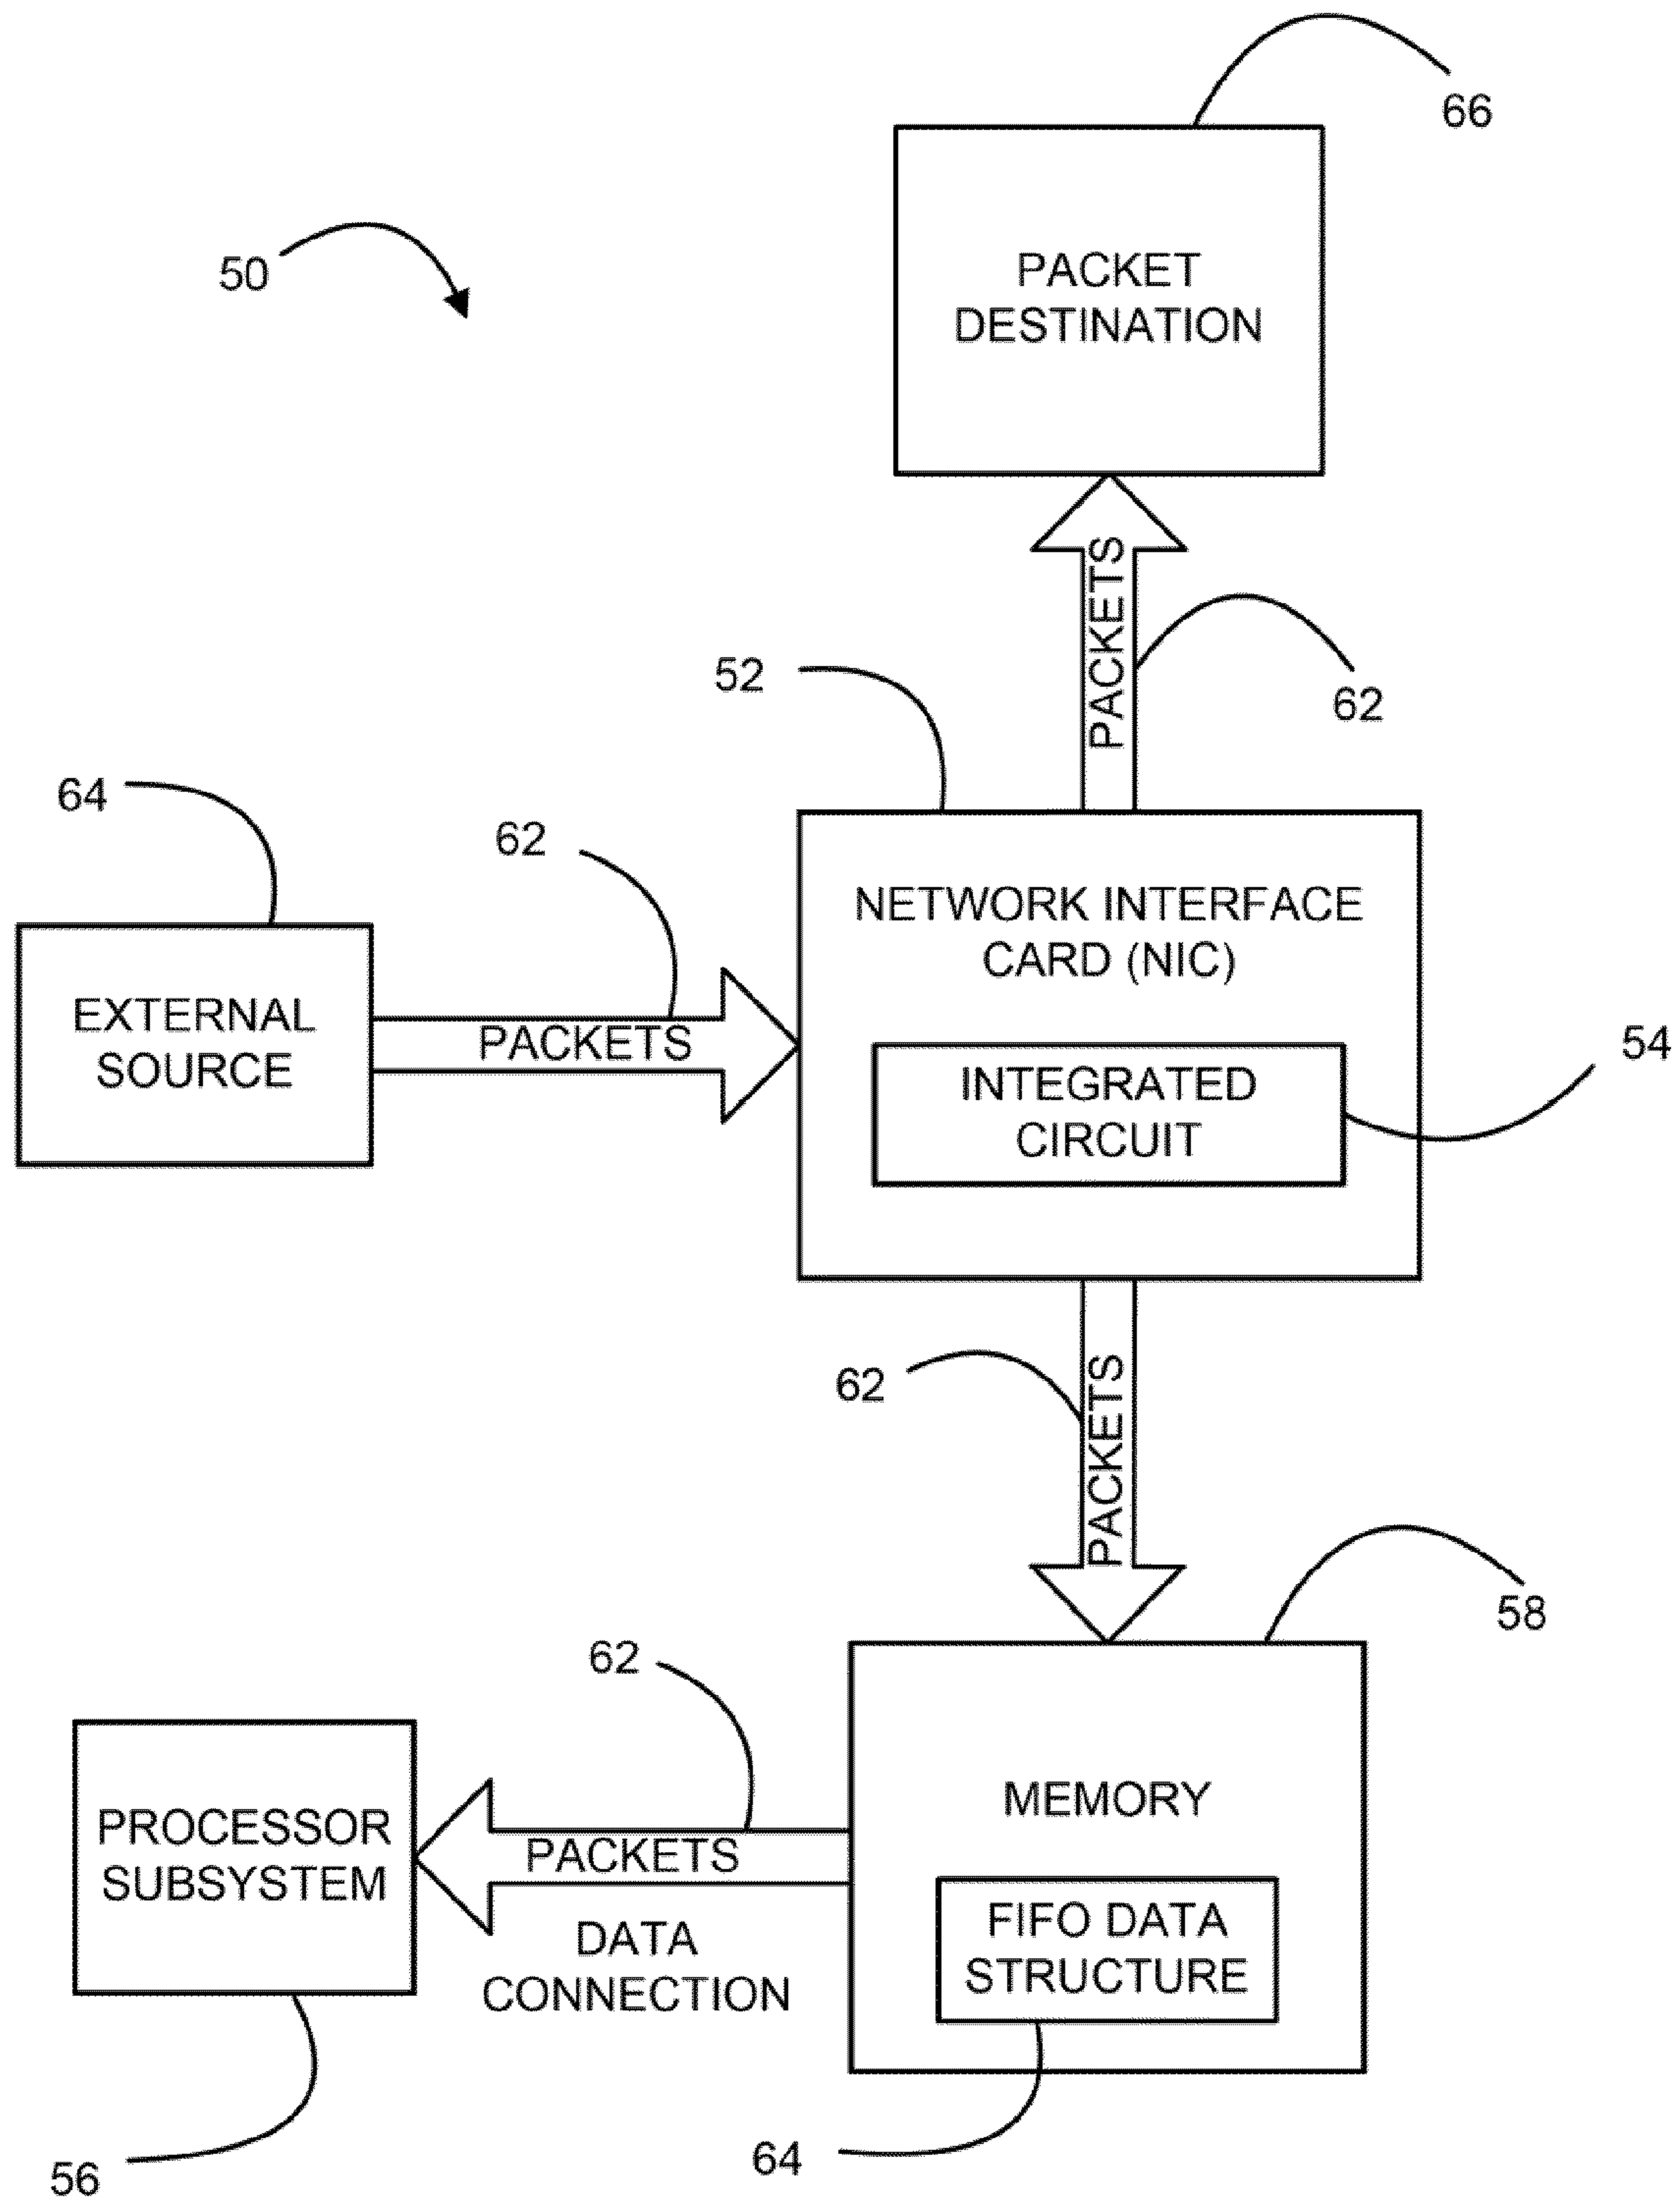 66
PACKET
DESTINATION
50
PACKETS
62
52
64
62
NETWORK INTERFACE
CARD (NIC)
EXTERNAL
SOURCE
PACKETS
54
INTEGRATED
CIRCUIT
62
PACKETS
58
62
MEMORY
PROCESSOR
SUBSYSTEM
PACKETS
DATA
CONNECTION
FIFO DATA
STRUCTURE
64
56